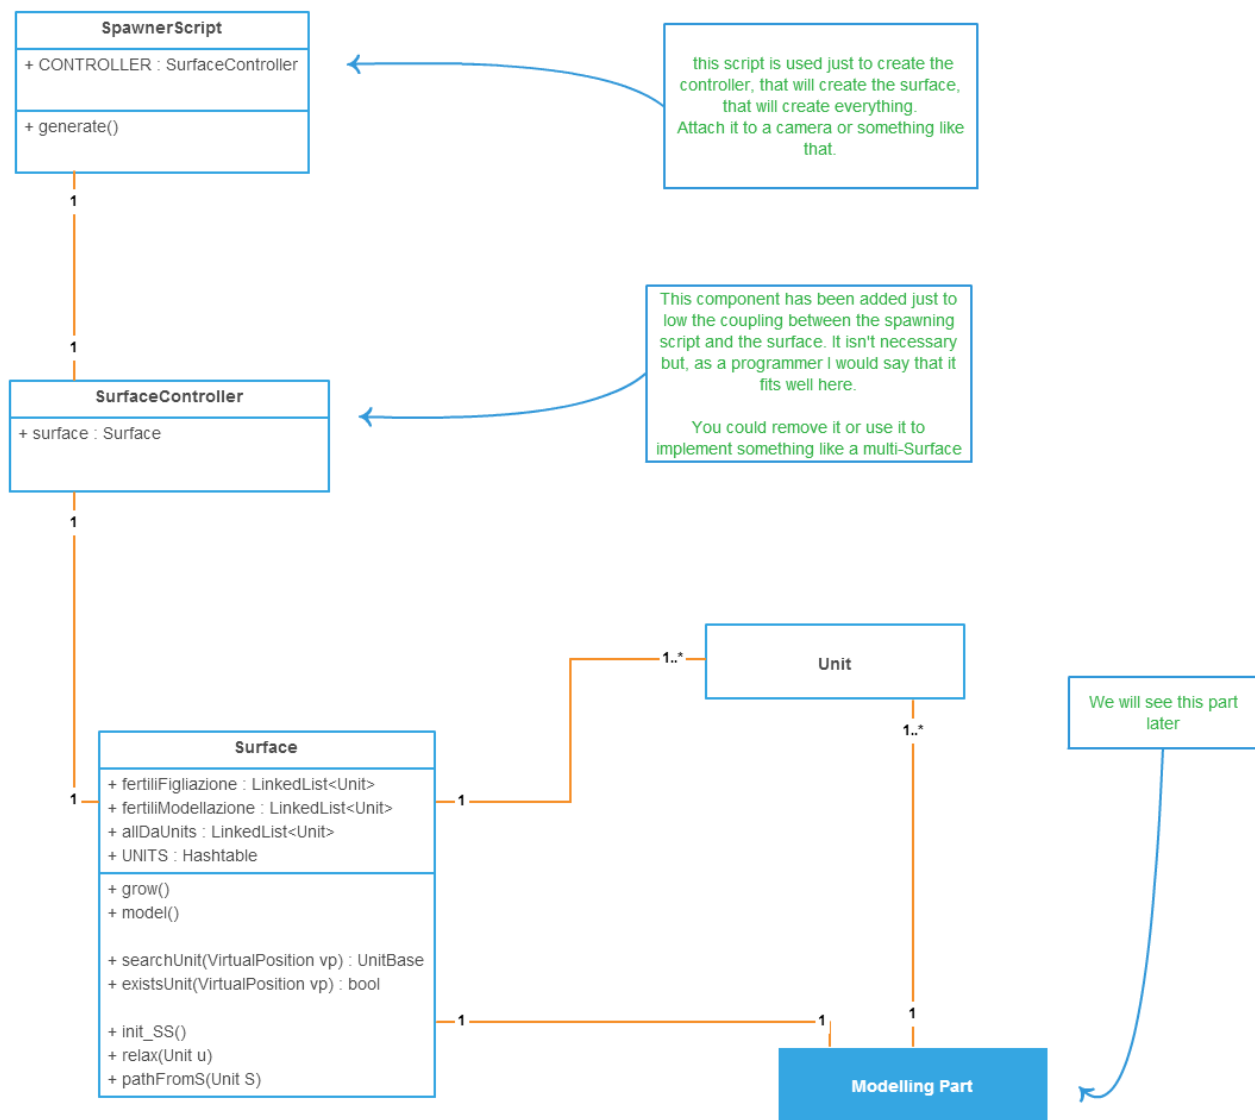 SpawnerScript
+ CONTROLLER : SurfaceController
+ generate()
this script is used just to create the
controller, that will create the surface,
that will create everything.
Attach it to a camera or something like
that.
1
1
This component has been added just to
low the coupling between the spawning
script and the surface. It isn't necessary
but, as a programmer I would say that it
fits well here.
You could remove it or use it to
implement something like a multi-Surface
SurfaceController
+ surface : Surface
1
1
Unit
1..*
1..*
We will see this part
later
Surface
+ fertiliFigliazione : LinkedList<Unit>
+ fertiliModellazione : LinkedList<Unit>
+ allDaUnits : LinkedList<Unit>
+ UNITS : Hashtable
1
+ grow()
+ model()
+ searchUnit(VirtualPosition vp) : UnitBase
+ existsUnit(VirtualPosition vp) : bool
+ init_SS()
+ relax(Unit u)
+ pathFromS(Unit S)
1
1
1
Modelling Part